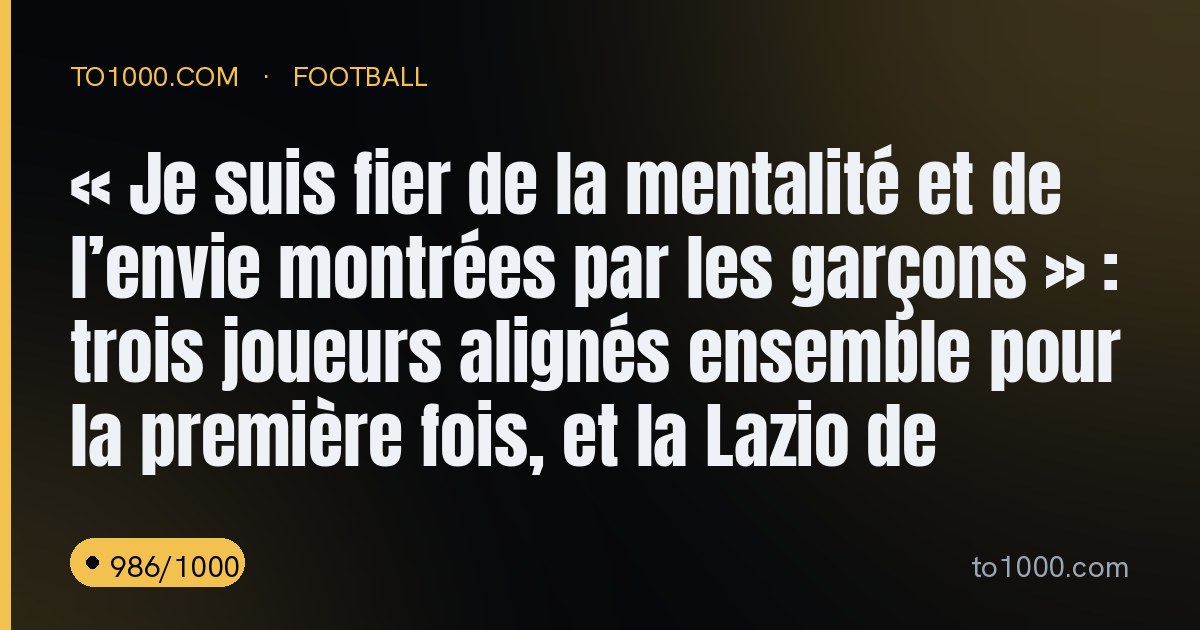 TO1000.COM · FOOTBALL
« Je suis fier de la mentalité et de
l’envie montrées par les garçons » :
trois joueurs alignés ensemble pour
la première fois, et la Lazio de
986/1000
to1000.com